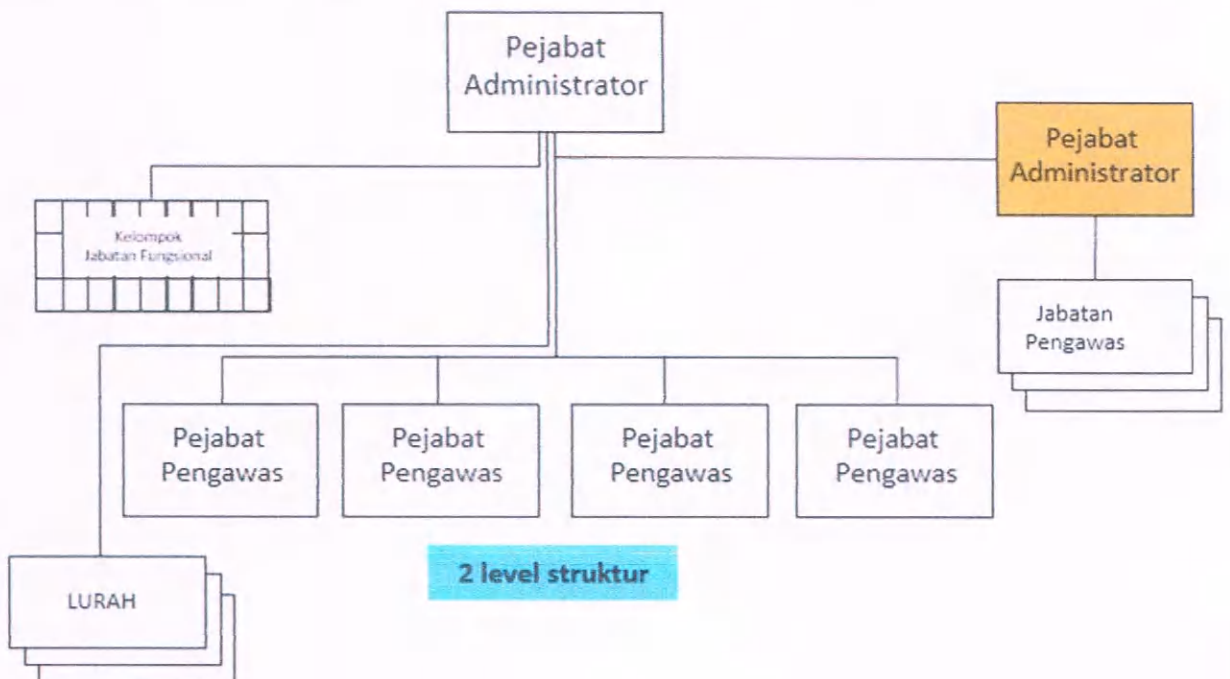 Pejabat
Administrator
Pejabat
Administrator
Kelompok
Jabatan Fungsional
Jabatan
Pengawas
Pejabat
Pengawas
Pejabat
Pengawas
Pejabat
Pengawas
Pejabat
Pengawas
2 level struktur
LURAH